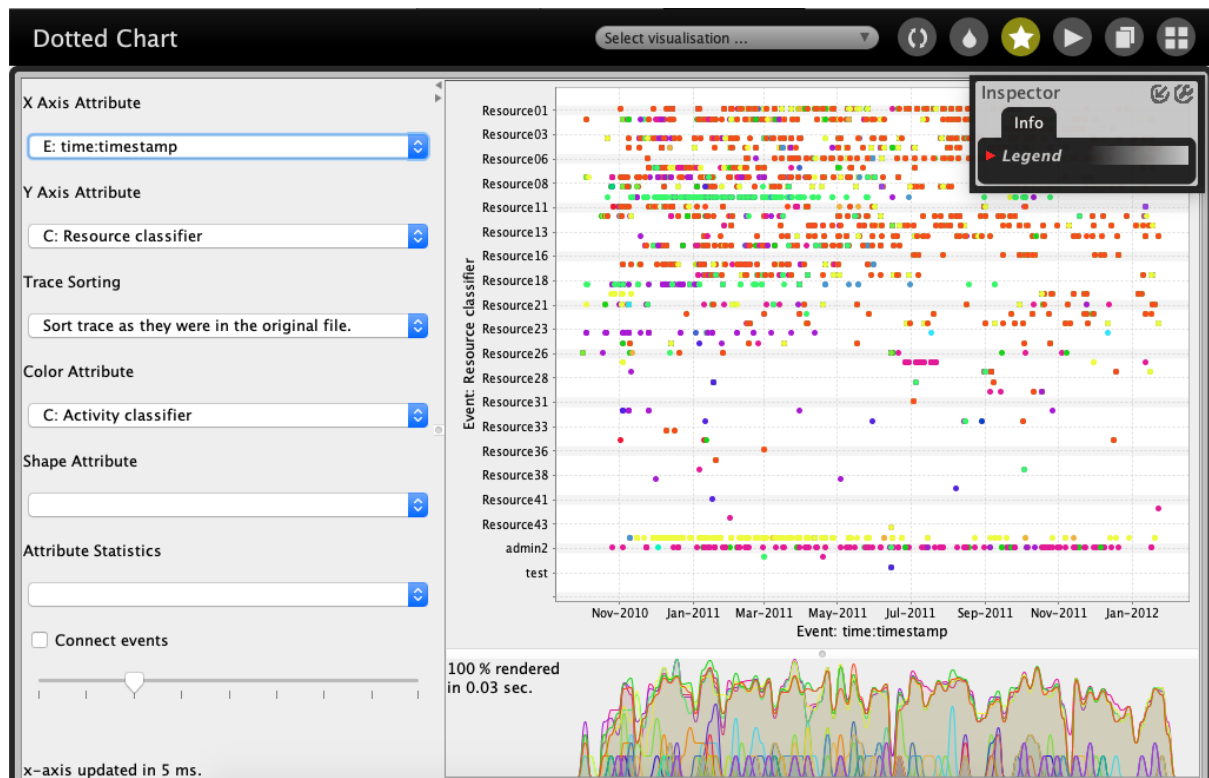 Dotted Chart
Select visualisation ...
X Axis Attribute
E: time:timestamp
Y Axis Attribute
C: Resource classifier
Trace Sorting
Sort trace as they were in the original file.
Color Attribute
C: Activity classifier
Shape Attribute
Attribute Statistics
Connect events
x-axis updated in 5 ms.
Event: Resource classifier
Resource01
Resource03
Resource06
Resource08
Resource11
Resource13
Resource16
Resource18
Resource21
Resource23
Resource26
Resource28
Resource31
Resource33
Resource36
Resource38
Resource41
Resource43
admin2
test
Nov-2010 Jan-2011 Mar-2011 May-2011 Jul-2011 Sep-2011 Nov-2011 Jan-2012
Event: time:timestamp
Inspector
Info
Legend
100 % rendered
in 0.03 sec.